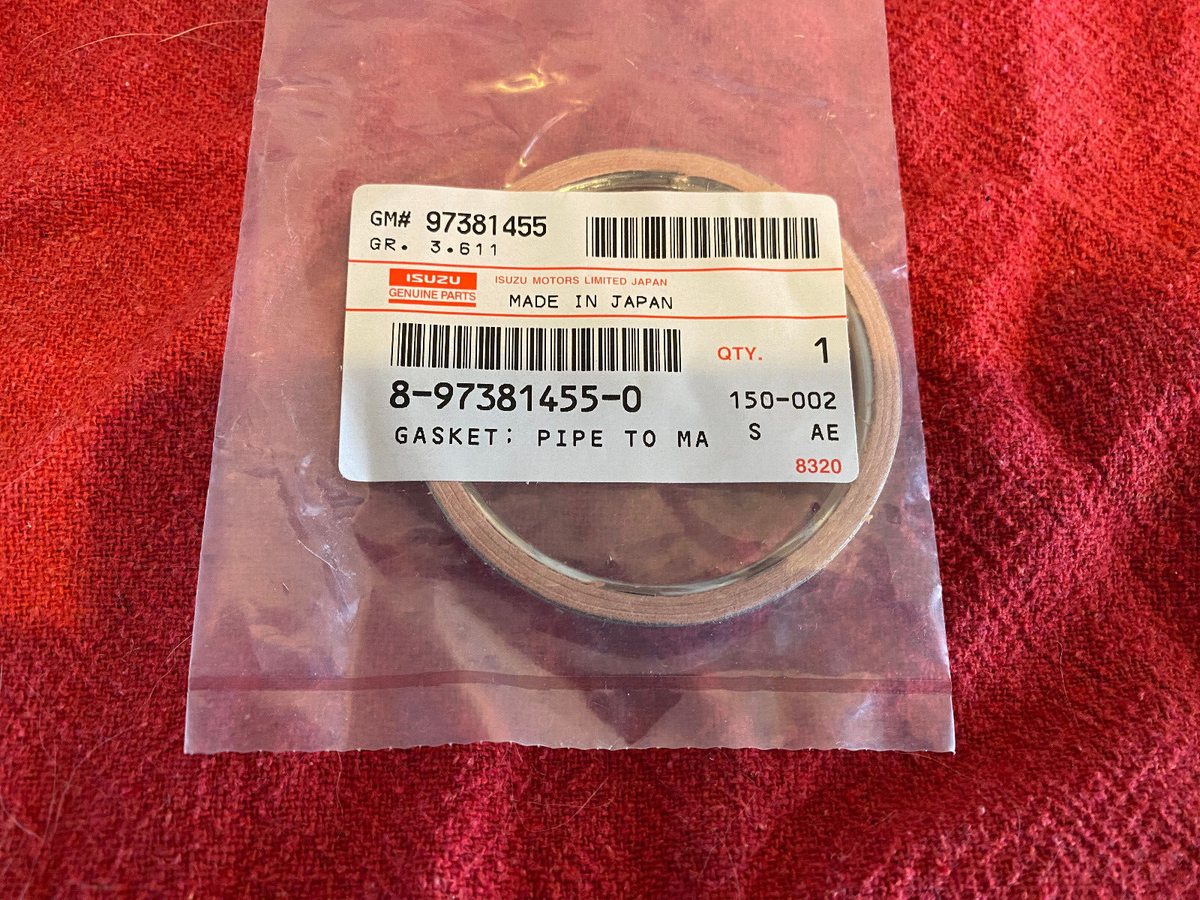 GM# 97381455
GR. 3.611
ISUZU
GENUINE PARTS
ISUZU MOTORS LIMITED JAPAN
MADE IN JAPAN
QTY. 1
8-97381455-0 150-002
GASKET; PIPE TO MA S AE
8320